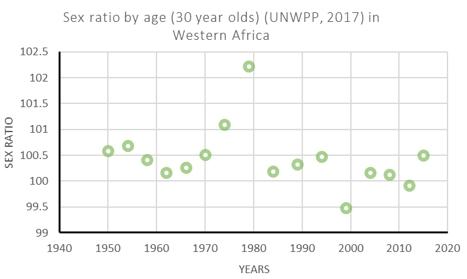 Sex ratio by age (30 year olds) (UNWPP, 2017) in
Western Africa
102.5
102
101.5
101
100.5
100
99.5
99
SEX RATIO
1940 1950 1960 1970 1980 1990 2000 2010 2020
YEARS